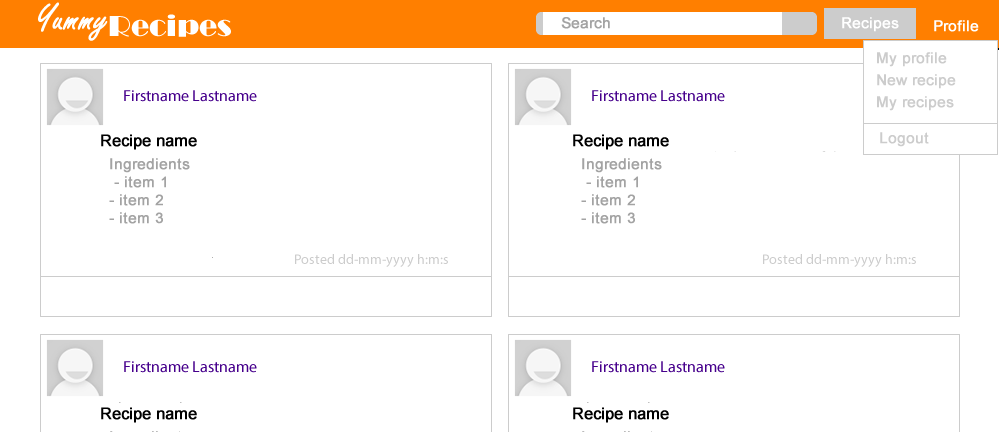 YummyRecipes
Search
Recipes
Profile
My profile
New recipe
My recipes
Logout
Firstname Lastname
Recipe name
Ingredients
- item 1
- item 2
- item 3
Posted dd-mm-yyyy h:m:s
Firstname Lastname
Recipe name
Ingredients
- item 1
- item 2
- item 3
Posted dd-mm-yyyy h:m:s
Firstname Lastname
Recipe name
Firstname Lastname
Recipe name